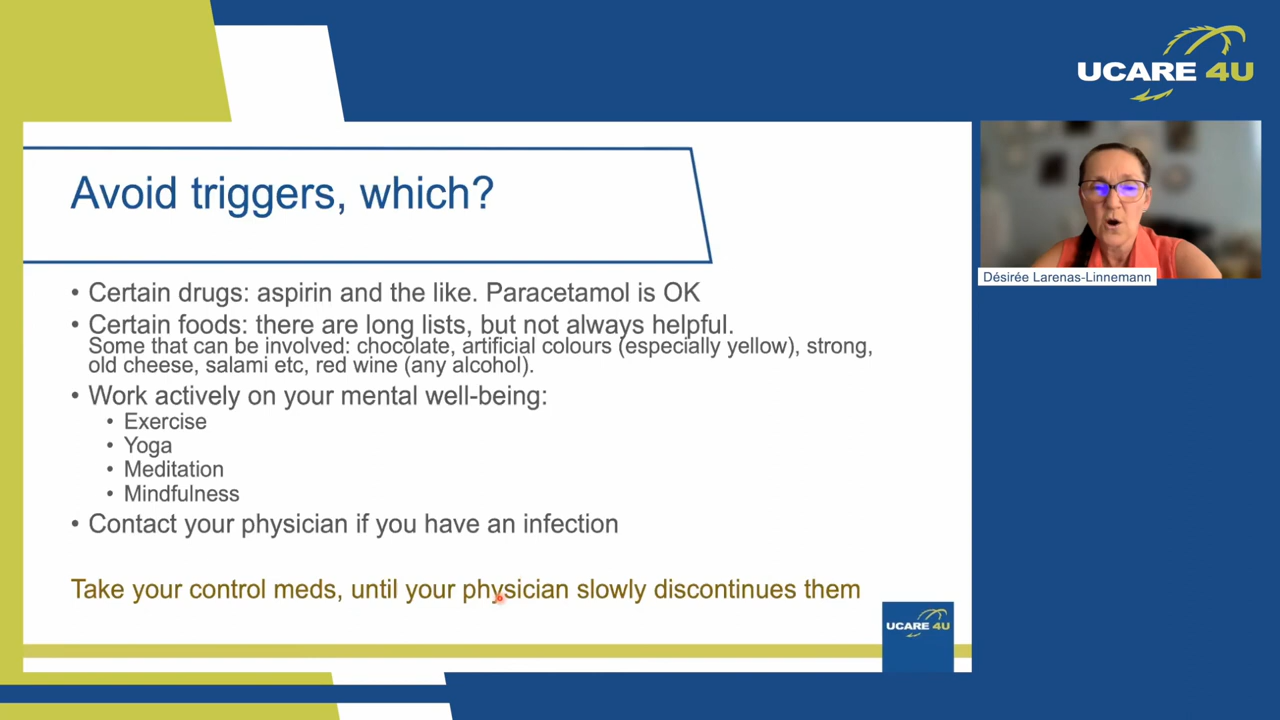 UCARE 4U
Avoid triggers, which?
• Certain drugs: aspirin and the like. Paracetamol is OK
• Certain foods: there are long lists, but not always helpful.
Some that can be involved: chocolate, artificial colours (especially yellow), strong,
old cheese, salami etc, red wine (any alcohol).
• Work actively on your mental well-being:
• Exercise
• Yoga
• Meditation
• Mindfulness
• Contact your physician if you have an infection
Take your control meds, until your physician slowly discontinues them
UCARE 4U
Désirée Larenas-Linnemann